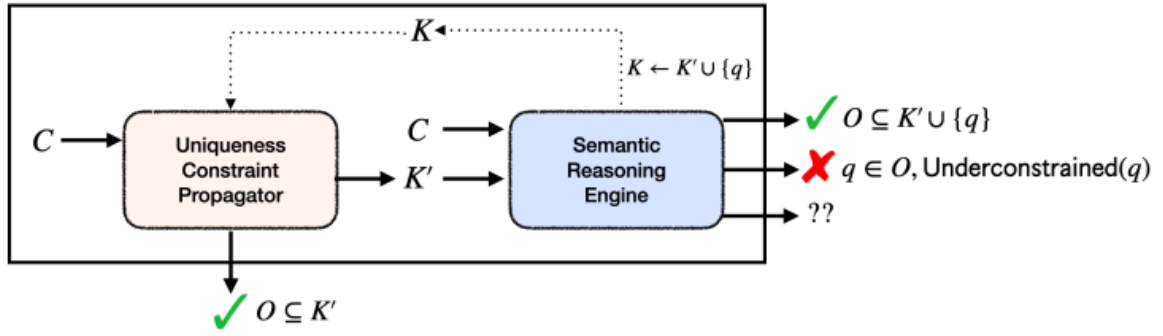 K
K ← K′ ∪ {q}
C
Uniqueness
Constraint
Propagator
K′
C
Semantic
Reasoning
Engine
✓ O ⊆ K′ ∪ {q}
✘ q ∈ O, Underconstrained(q)
??
✓ O ⊆ K′